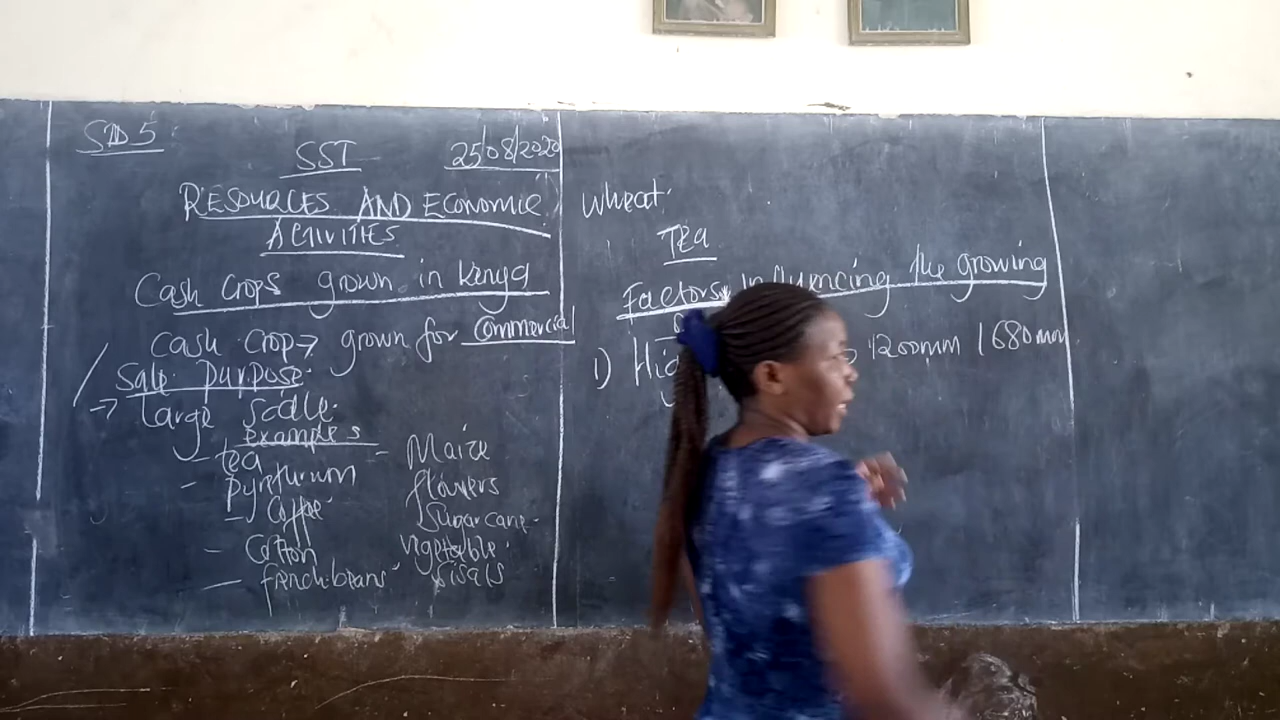 STD 5:
SST 25/08/2020
RESOURCES AND ECONOMIC
ACTIVITIES
Cash Crops grown in Kenya
Cash Crop → grown for Commercial
/ Sale purpose.
→ large scale.
examples
- tea - Maize
- Pyrethrum flowers
- Coffee Sugarcane.
- Cotton Vegetable.
- french beans Sisals
Wheat.
TEA
Factors Influencing the growing
1) 1200mm 1680mm